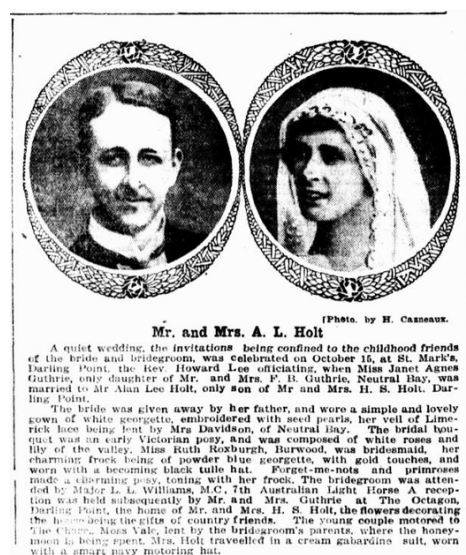 [Photo. by H. Cazneaux.
Mr. and Mrs. A. L. Holt
A quiet wedding, the invitations being confined to the childhood friends
of the bride and bridegroom, was celebrated on October 15, at St. Mark's,
Darling Point, the Rev. Howard Lee officiating, when Miss Janet Agnes
Guthrie, only daughter of Mr. and Mrs. F. B. Guthrie, Neutral Bay, was
married to Mr Alan Lee Holt, only son of Mr and Mrs. H. S. Holt. Dar-
ling Point.
The bride was given away by her father, and wore a simple and lovely
gown of white georgette, embroidered with seed pearls, her veil of Lime-
rick lace being lent by Mrs Davidson, of Neutral Bay. The bridal bou-
quet was an early Victorian posy, and was composed of white roses and
lily of the valley. Miss Ruth Roxburgh, Burwood, was bridesmaid, her
charming frock being of powder blue georgette, with gold touches, and
worn with a becoming black tulle hat. Forget-me-nots and primroses
made a charming posy, toning with her frock. The bridegroom was atten-
ded by Major L. L. Williams, M.C., 7th Australian Light Horse A recep-
tion was held subsequently by Mr. and Mrs. Guthrie at The Octagon,
Darling Point, the home of Mr. and Mrs. H. S. Holt, the flowers decorating
the house being the gifts of country friends. The young couple motored to
The Moss Vale, lent by the bridegroom's parents, where the honey-
moon is being spent. Mrs. Holt travelled in a cream gabardine suit, worn
with a smart navy motoring hat.